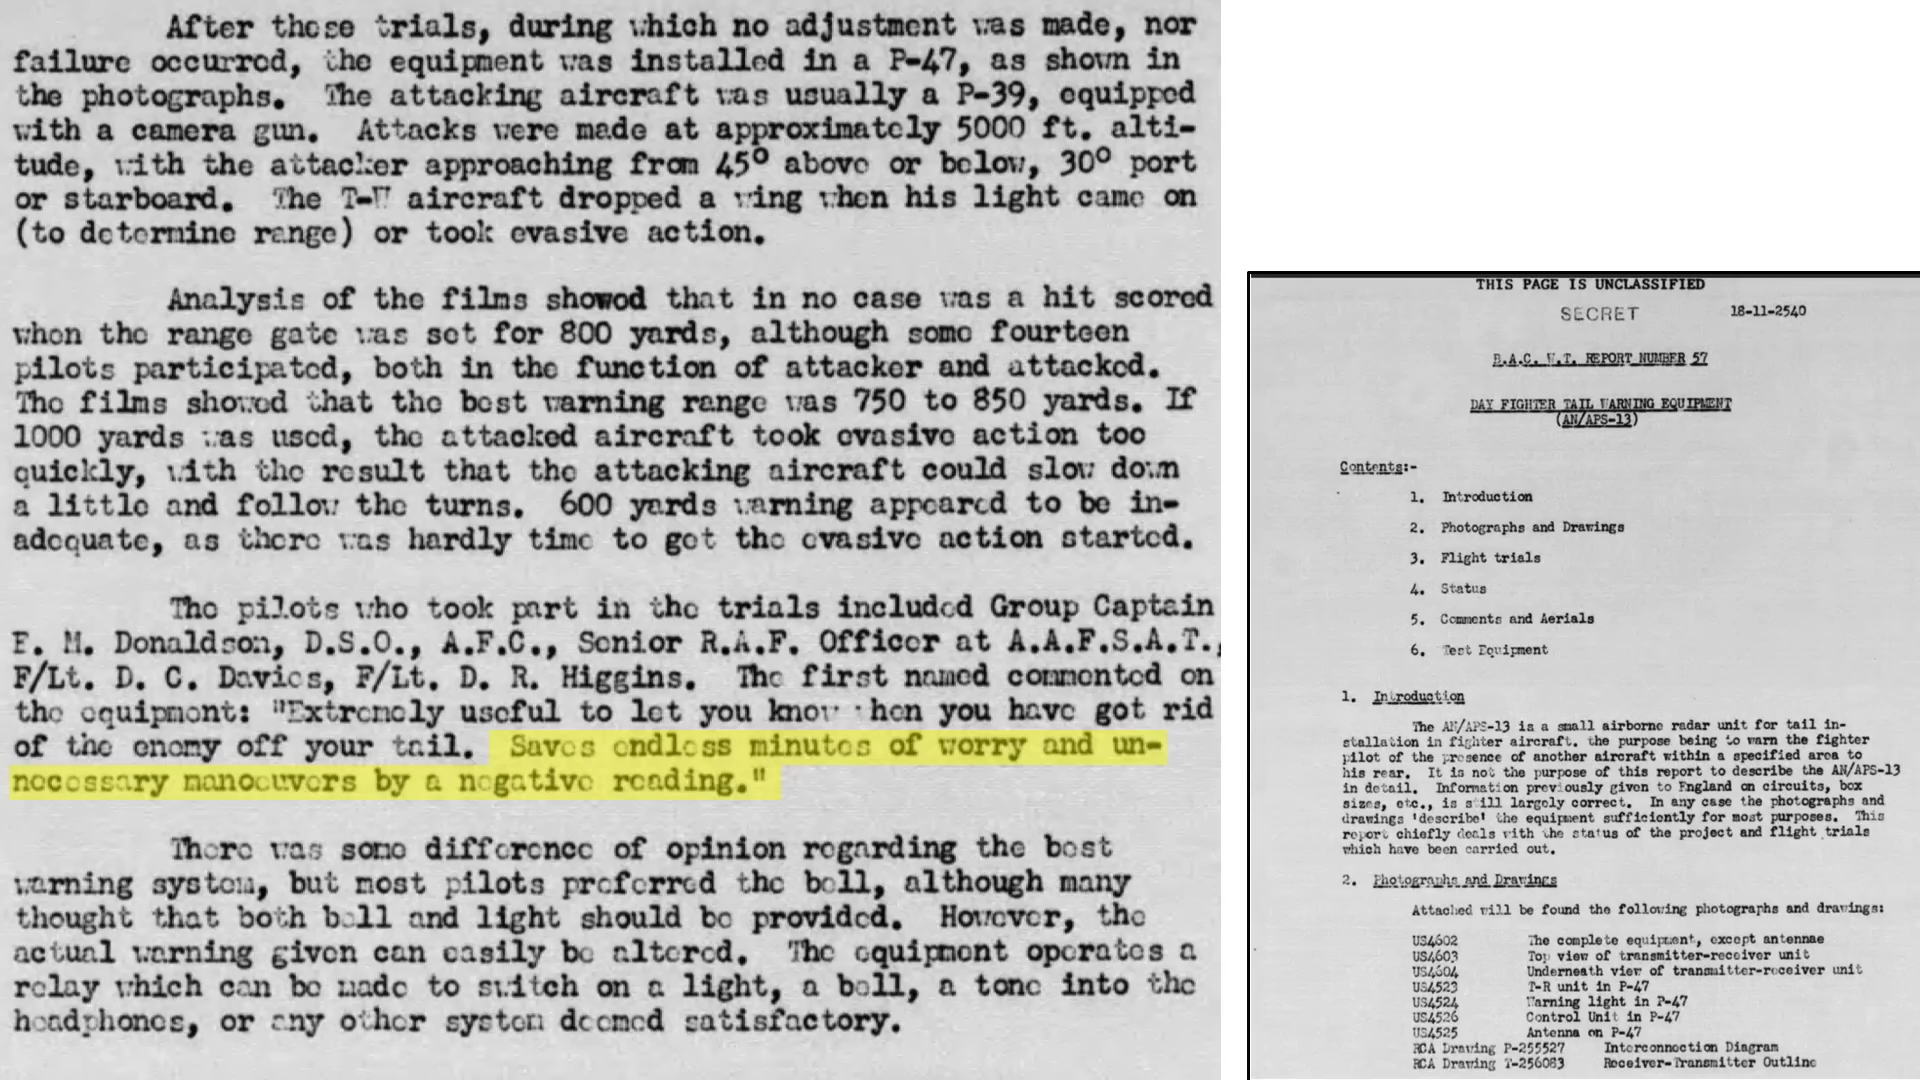 After these trials, during which no adjustment was made, nor
failure occurred, the equipment was installed in a P-47, as shown in
the photographs. The attacking aircraft was usually a P-39, equipped
with a camera gun. Attacks were made at approximately 5000 ft. alti-
tude, with the attacker approaching from 45° above or below, 30° port
or starboard. The T-W aircraft dropped a wing when his light came on
(to determine range) or took evasive action.
Analysis of the films showed that in no case was a hit scored
when the range gate was set for 800 yards, although some fourteen
pilots participated, both in the function of attacker and attacked.
The films showed that the best warning range was 750 to 850 yards. If
1000 yards was used, the attacked aircraft took evasive action too
quickly, with the result that the attacking aircraft could slow down
a little and follow the turns. 600 yards warning appeared to be in-
adequate, as there was hardly time to get the evasive action started.
The pilots who took part in the trials included Group Captain
E. M. Donaldson, D.S.O., A.F.C., Senior R.A.F. Officer at A.A.F.S.A.T.,
F/Lt. D. C. Davies, F/Lt. D. R. Higgins. The first named commented on
the equipment: "Extremely useful to let you know when you have got rid
of the enemy off your tail. Saves endless minutes of worry and un-
necessary manoeuvers by a negative reading."
There was some difference of opinion regarding the best
warning system, but most pilots preferred the bell, although many
thought that both bell and light should be provided. However, the
actual warning given can easily be altered. The equipment operates a
relay which can be made to switch on a light, a bell, a tone into the
headphones, or any other system deemed satisfactory.
THIS PAGE IS UNCLASSIFIED
SECRET 18-11-2540
B.A.C. W.T. REPORT NUMBER 57
DAY FIGHTER TAIL WARNING EQUIPMENT
(AN/APS-13)
Contents:-
1. Introduction
2. Photographs and Drawings
3. Flight trials
4. Status
5. Comments and Aerials
6. Test Equipment
1. Introduction
The AN/APS-13 is a small airborne radar unit for tail in-
stallation in fighter aircraft. the purpose being to warn the fighter
pilot of the presence of another aircraft within a specified area to
his rear. It is not the purpose of this report to describe the AN/APS-13
in detail. Information previously given to England on circuits, box
sizes, etc., is still largely correct. In any case the photographs and
drawings 'describe' the equipment sufficiently for most purposes. This
report chiefly deals with the status of the project and flight trials
which have been carried out.
2. Photographs and Drawings
Attached will be found the following photographs and drawings:
US4602 The complete equipment, except antennae
US4603 Top view of transmitter-receiver unit
US4604 Underneath view of transmitter-receiver unit
US4523 T-R unit in P-47
US4524 Warning light in P-47
US4526 Control Unit in P-47
US4525 Antenna on P-47
RCA Drawing P-255527 Interconnection Diagram
RCA Drawing T-256083 Receiver-Transmitter Outline